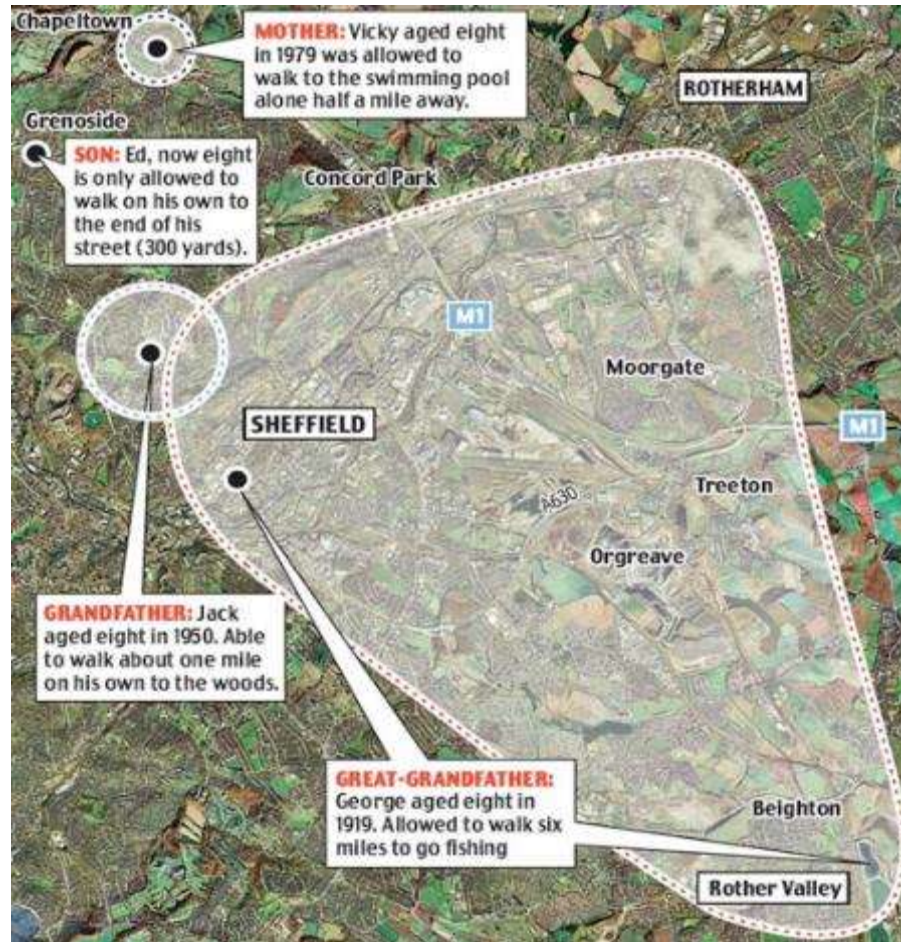 Chapeltown
MOTHER: Vicky aged eight
in 1979 was allowed to
walk to the swimming pool
alone half a mile away.
ROTHERHAM
Grenoside
SON: Ed, now eight
is only allowed to
walk on his own to
the end of his
street (300 yards).
Concord Park
M1
Moorgate
SHEFFIELD
M1
Treeton
A630
Orgreave
GRANDFATHER: Jack
aged eight in 1950. Able
to walk about one mile
on his own to the woods.
GREAT-GRANDFATHER:
George aged eight in
1919. Allowed to walk six
miles to go fishing
Beighton
Rother Valley